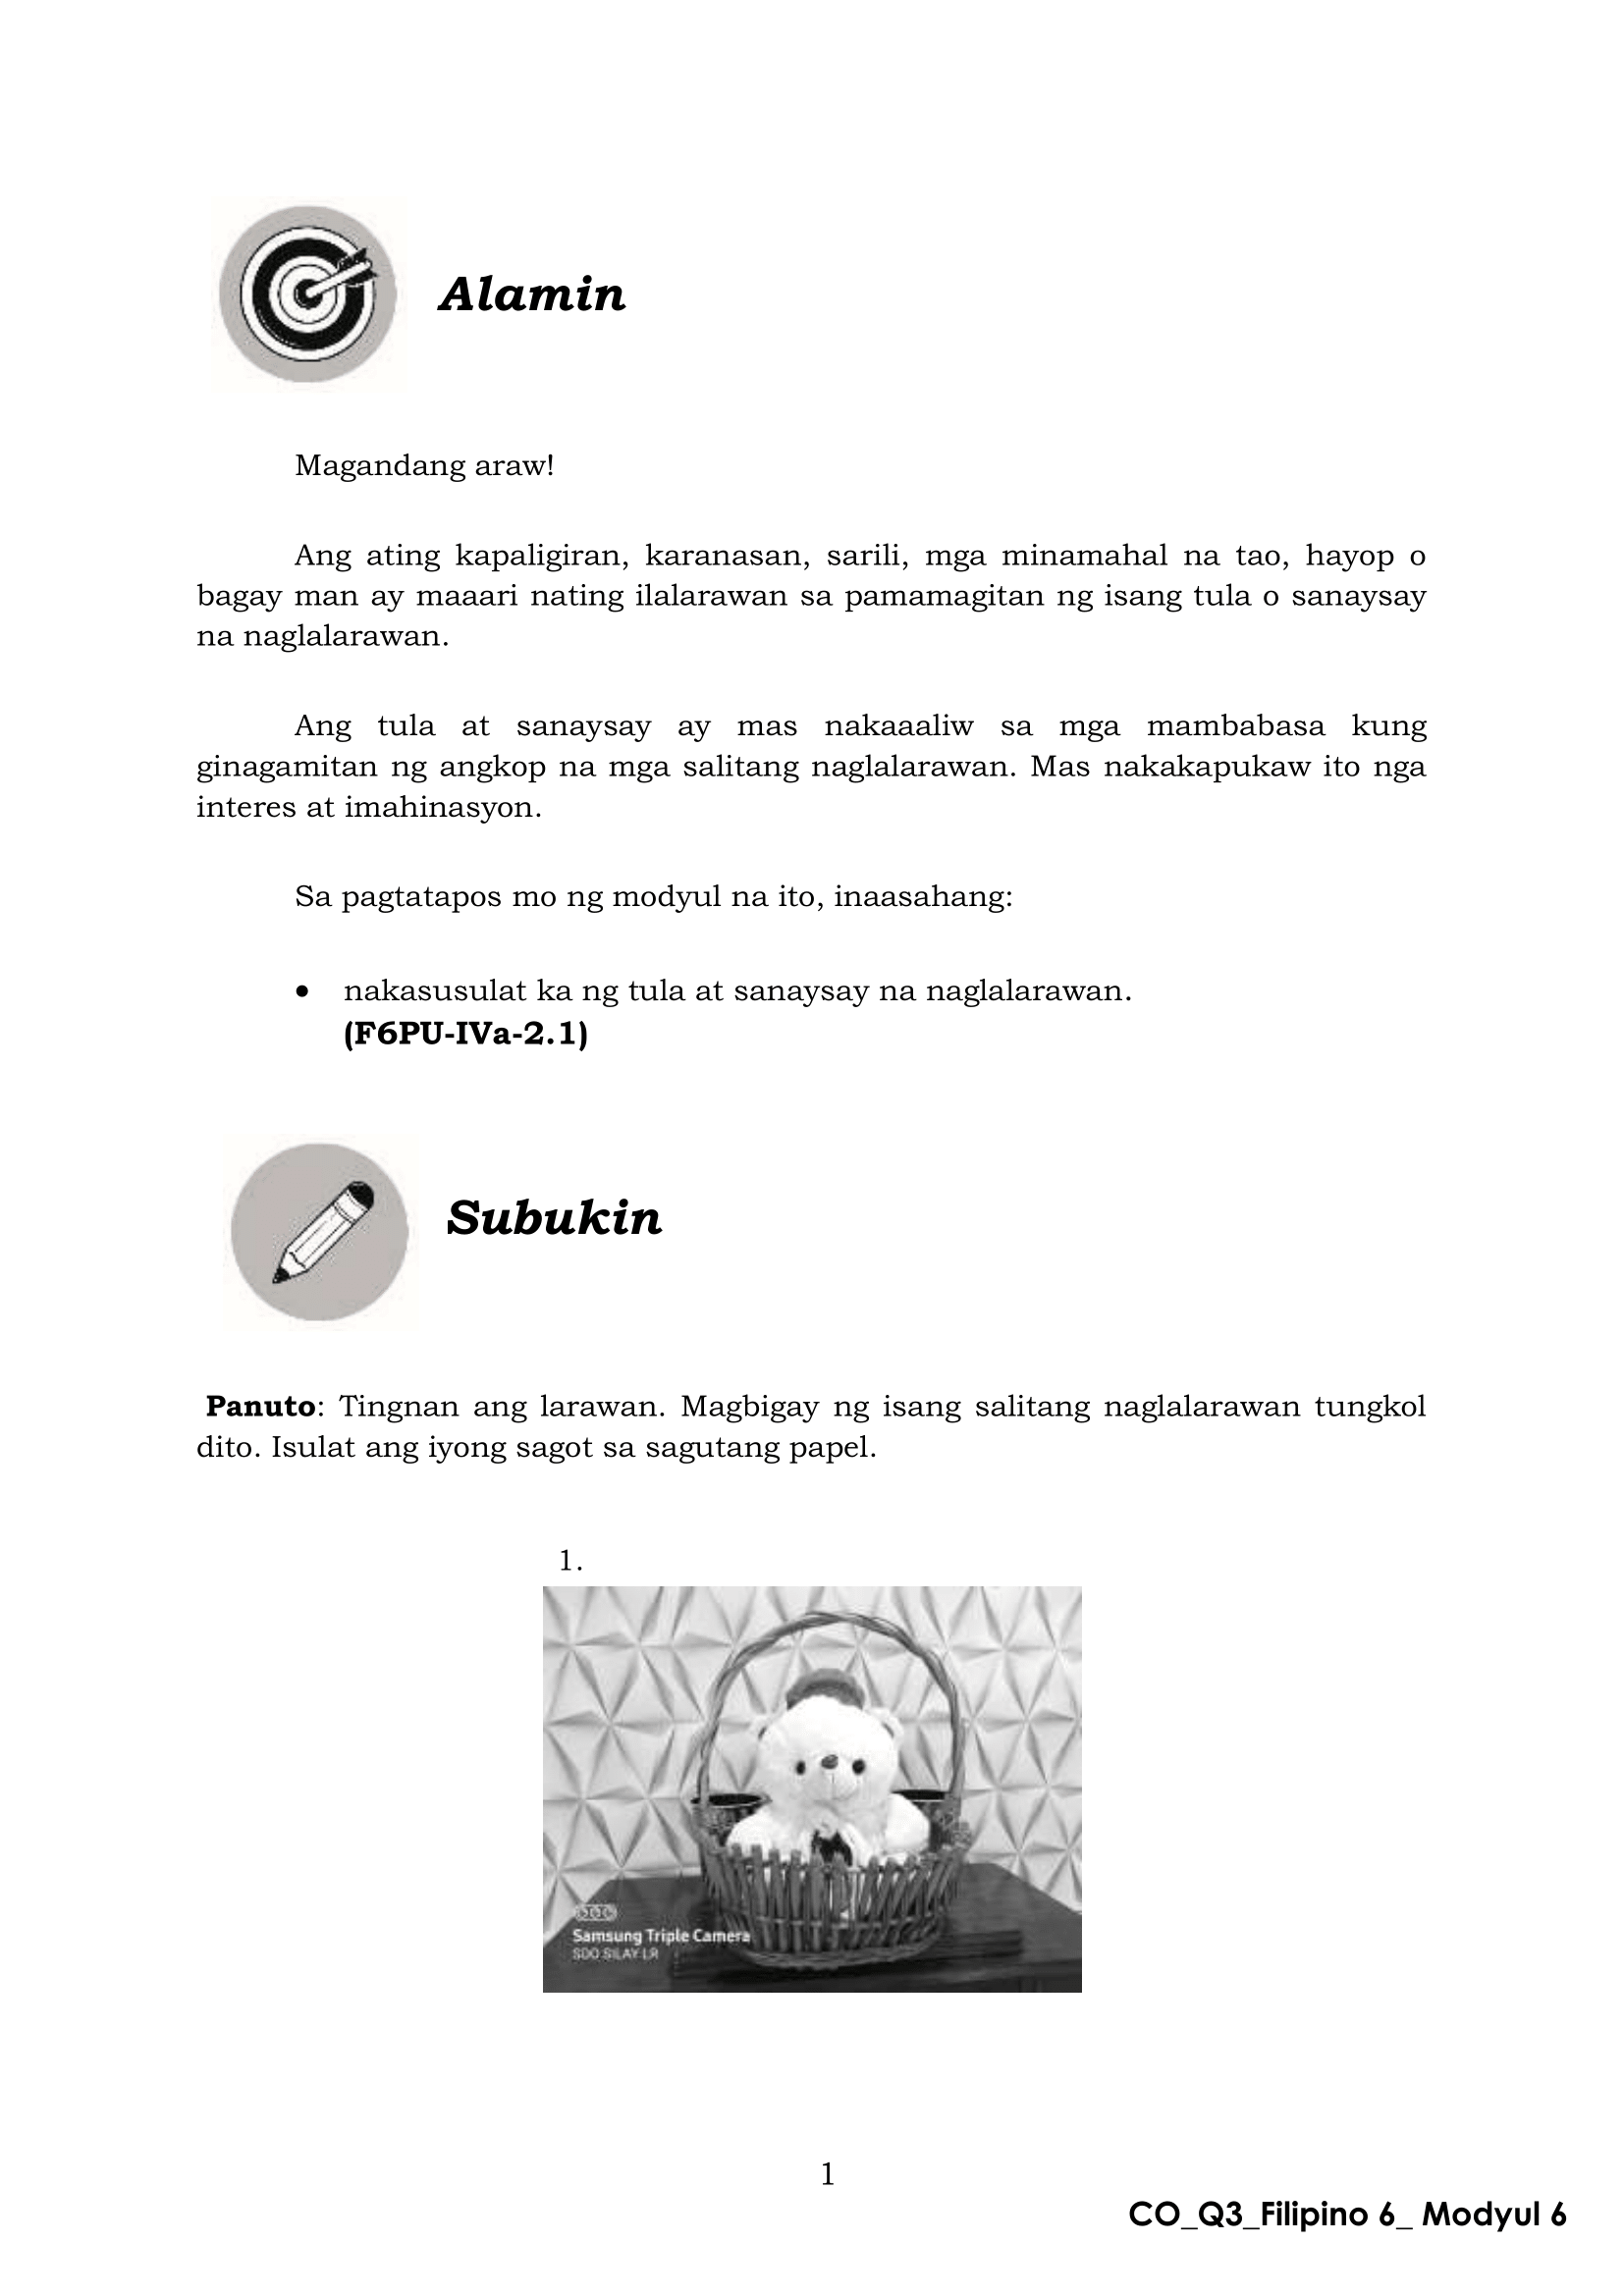 Alamin
Magandang araw!
Ang ating kapaligiran, karanasan, sarili, mga minamahal na tao, hayop o
bagay man ay maaari nating ilalarawan sa pamamagitan ng isang tula o sanaysay
na naglalarawan.
Ang tula at sanaysay ay mas nakaaaliw sa mga mambabasa kung
ginagamitan ng angkop na mga salitang naglalarawan. Mas nakakapukaw ito nga
interes at imahinasyon.
Sa pagtatapos mo ng modyul na ito, inaasahang:
• nakasusulat ka ng tula at sanaysay na naglalarawan.
(F6PU-IVa-2.1)
Subukin
Panuto: Tingnan ang larawan. Magbigay ng isang salitang naglalarawan tungkol
dito. Isulat ang iyong sagot sa sagutang papel.
1.
Samsung Triple Camera
SDO SILAY LR
1
CO_Q3_Filipino 6_ Modyul 6